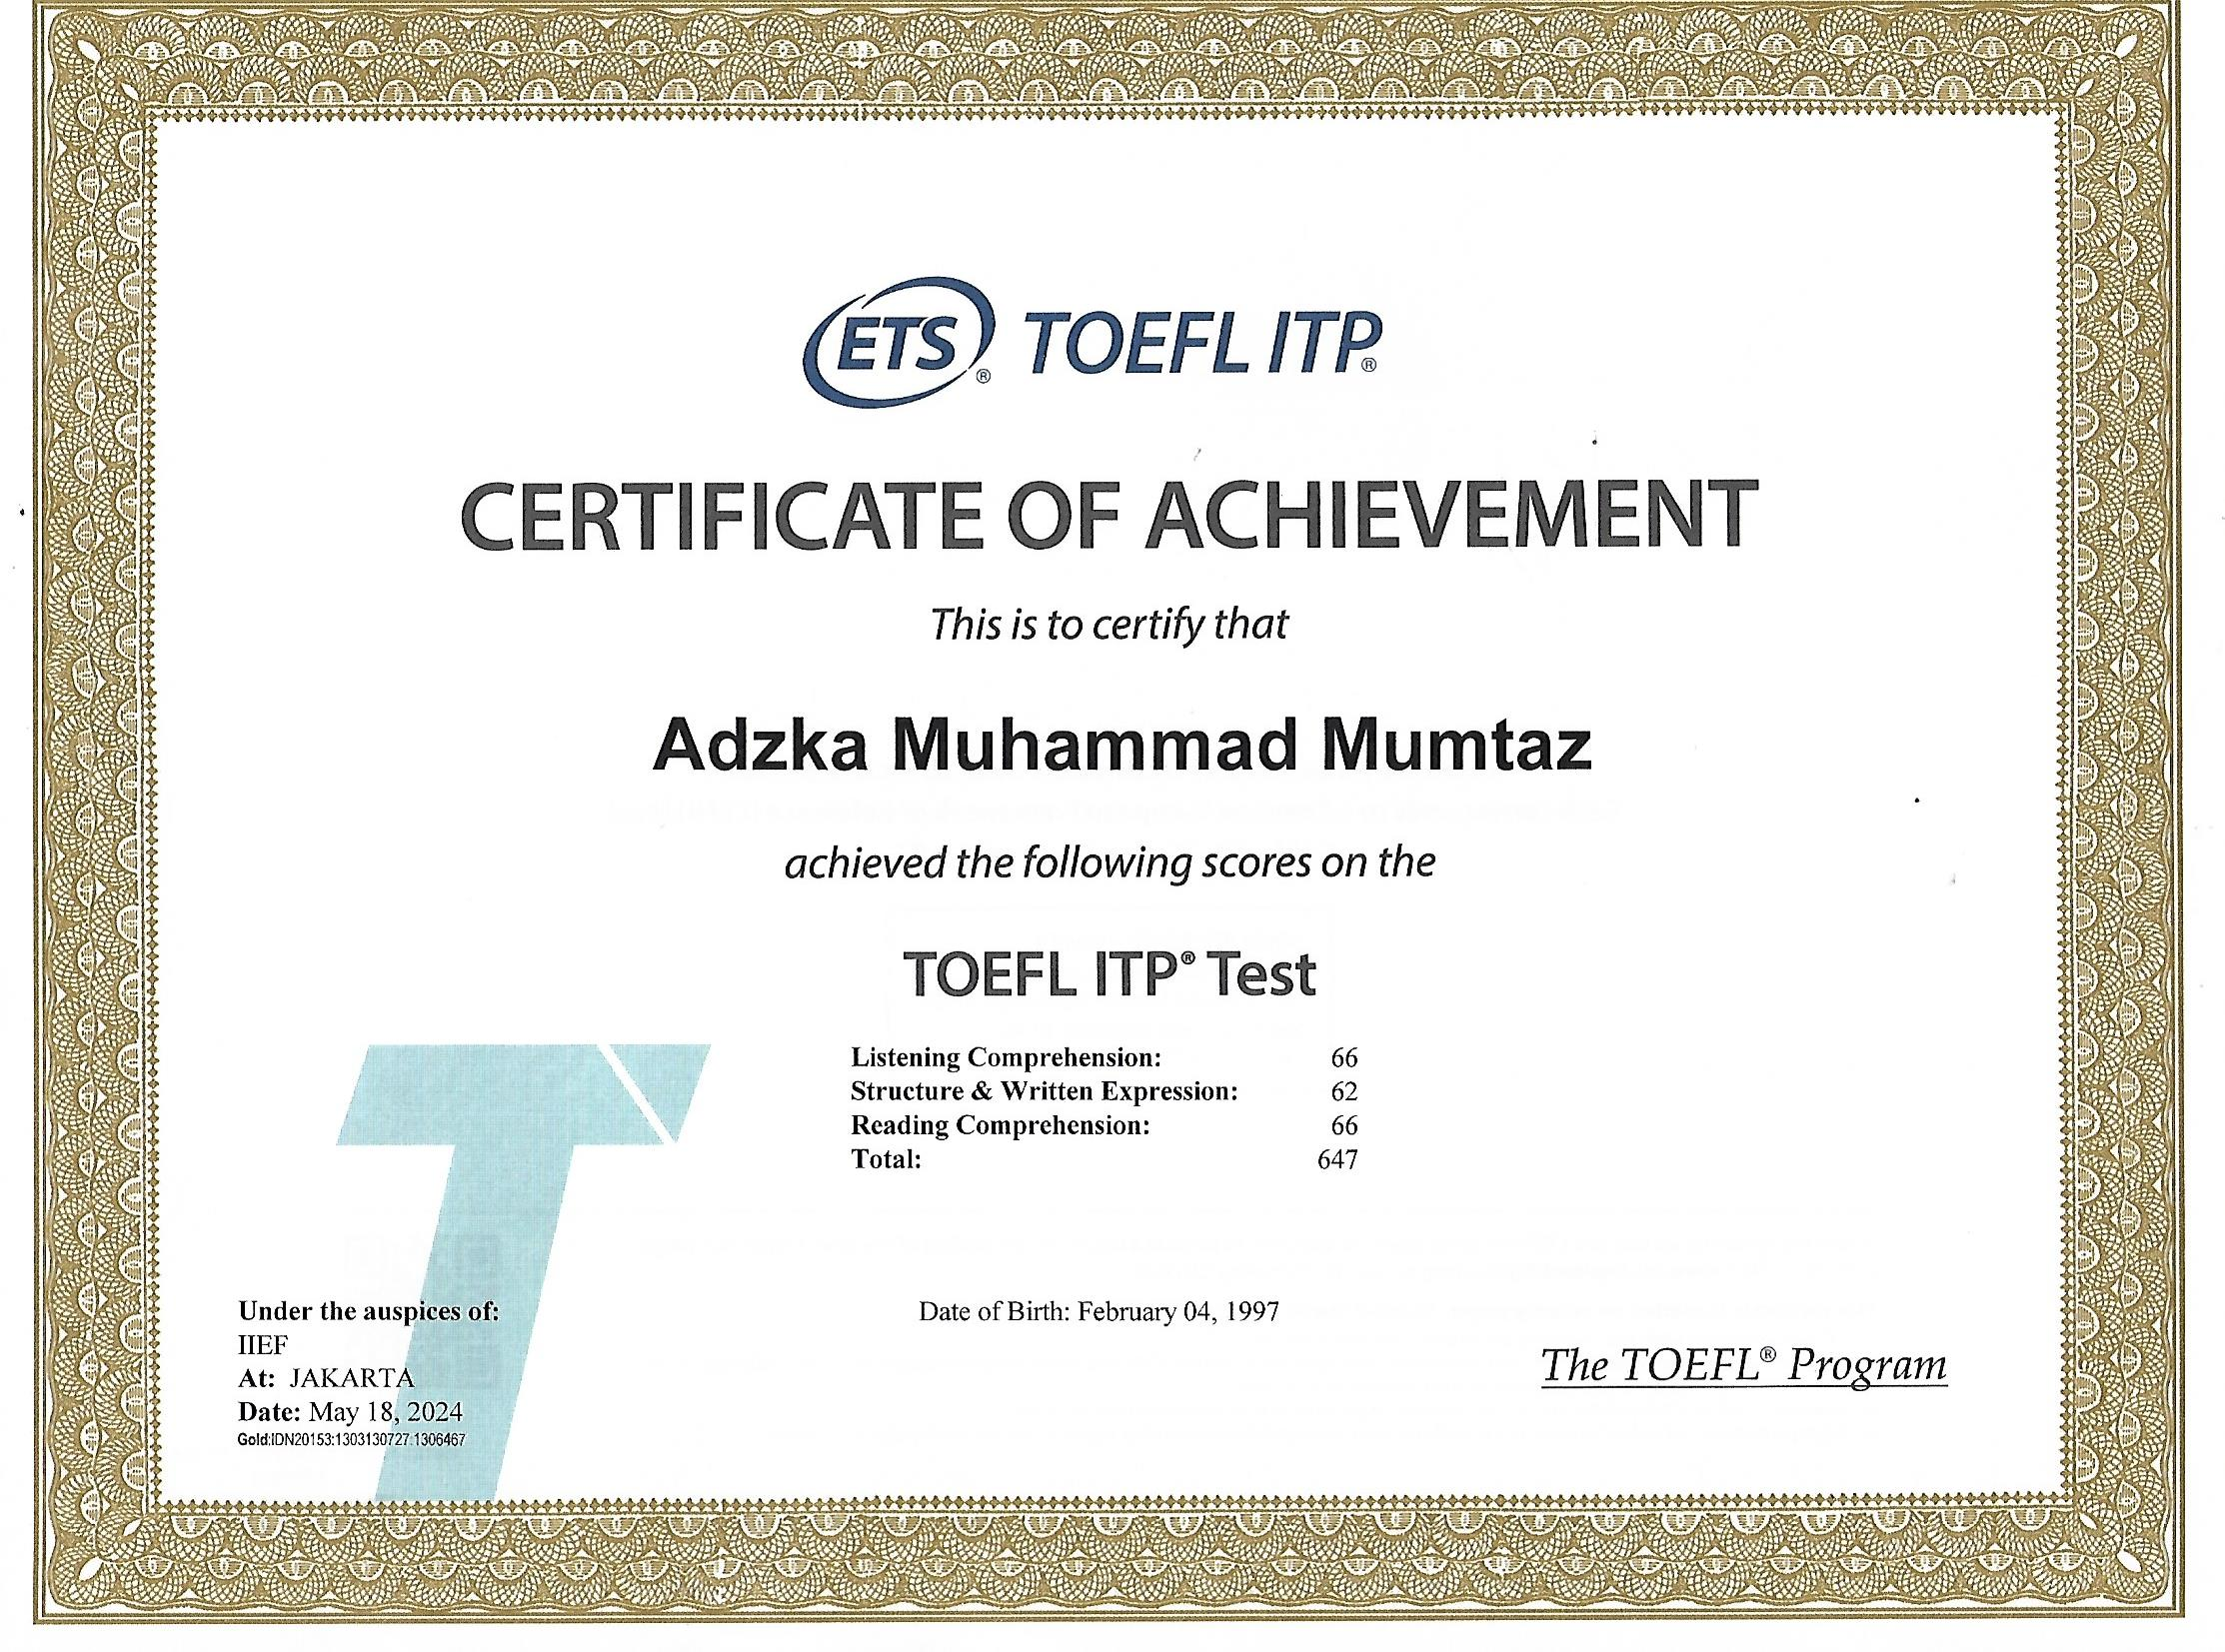 ETS® TOEFL ITP®
CERTIFICATE OF ACHIEVEMENT
This is to certify that
Adzka Muhammad Mumtaz
achieved the following scores on the
TOEFL ITP® Test
Listening Comprehension: 66
Structure & Written Expression: 62
Reading Comprehension: 66
Total: 647
Under the auspices of:
IIEF
At: JAKARTA
Date: May 18, 2024
Gold:IDN20153:1303130727:1306467
Date of Birth: February 04, 1997
The TOEFL® Program